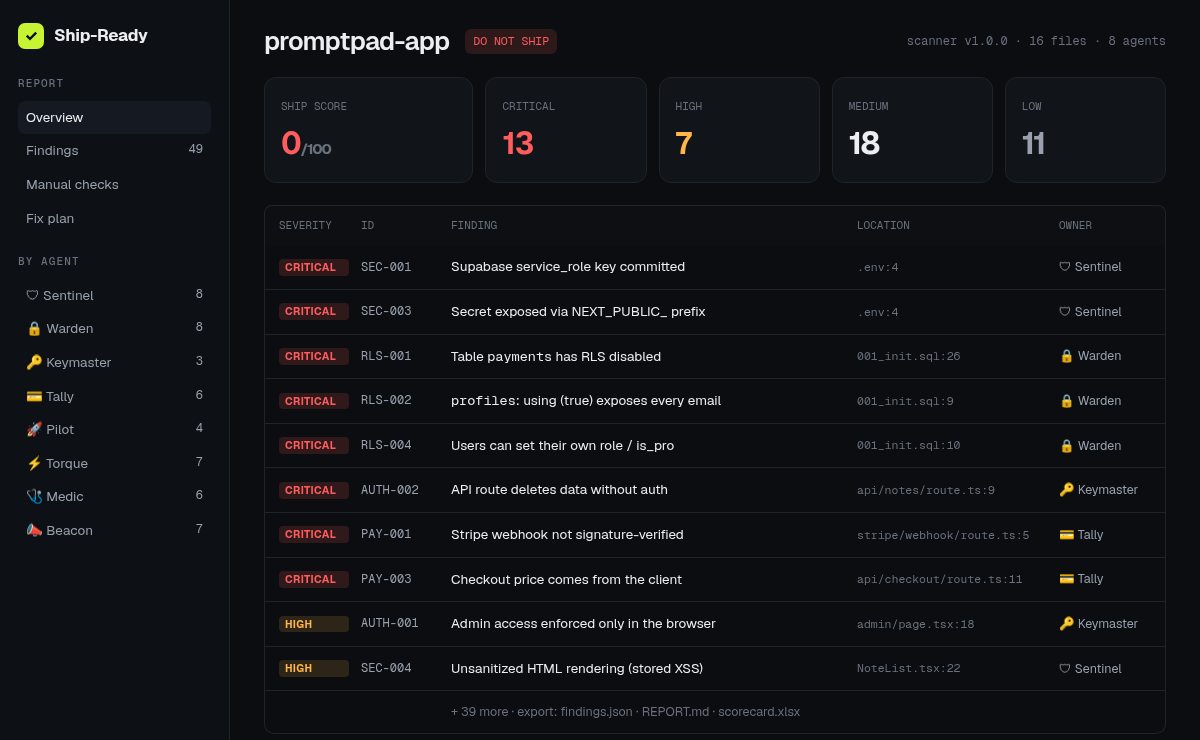 Ship-Ready
REPORT
Overview
Findings 49
Manual checks
Fix plan
BY AGENT
Sentinel 8
Warden 8
Keymaster 3
Tally 6
Pilot 4
Torque 7
Medic 6
Beacon 7
promptpad-app DO NOT SHIP scanner v1.0.0 · 16 files · 8 agents
SHIP SCORE CRITICAL HIGH MEDIUM LOW
0/100 13 7 18 11
SEVERITY ID FINDING LOCATION OWNER
CRITICAL SEC-001 Supabase service_role key committed .env:4 Sentinel
CRITICAL SEC-003 Secret exposed via NEXT_PUBLIC_ prefix .env:4 Sentinel
CRITICAL RLS-001 Table payments has RLS disabled 001_init.sql:26 Warden
CRITICAL RLS-002 profiles: using (true) exposes every email 001_init.sql:9 Warden
CRITICAL RLS-004 Users can set their own role / is_pro 001_init.sql:10 Warden
CRITICAL AUTH-002 API route deletes data without auth api/notes/route.ts:9 Keymaster
CRITICAL PAY-001 Stripe webhook not signature-verified stripe/webhook/route.ts:5 Tally
CRITICAL PAY-003 Checkout price comes from the client api/checkout/route.ts:11 Tally
HIGH AUTH-001 Admin access enforced only in the browser admin/page.tsx:18 Keymaster
HIGH SEC-004 Unsanitized HTML rendering (stored XSS) NoteList.tsx:22 Sentinel
+ 39 more · export: findings.json · REPORT.md · scorecard.xlsx